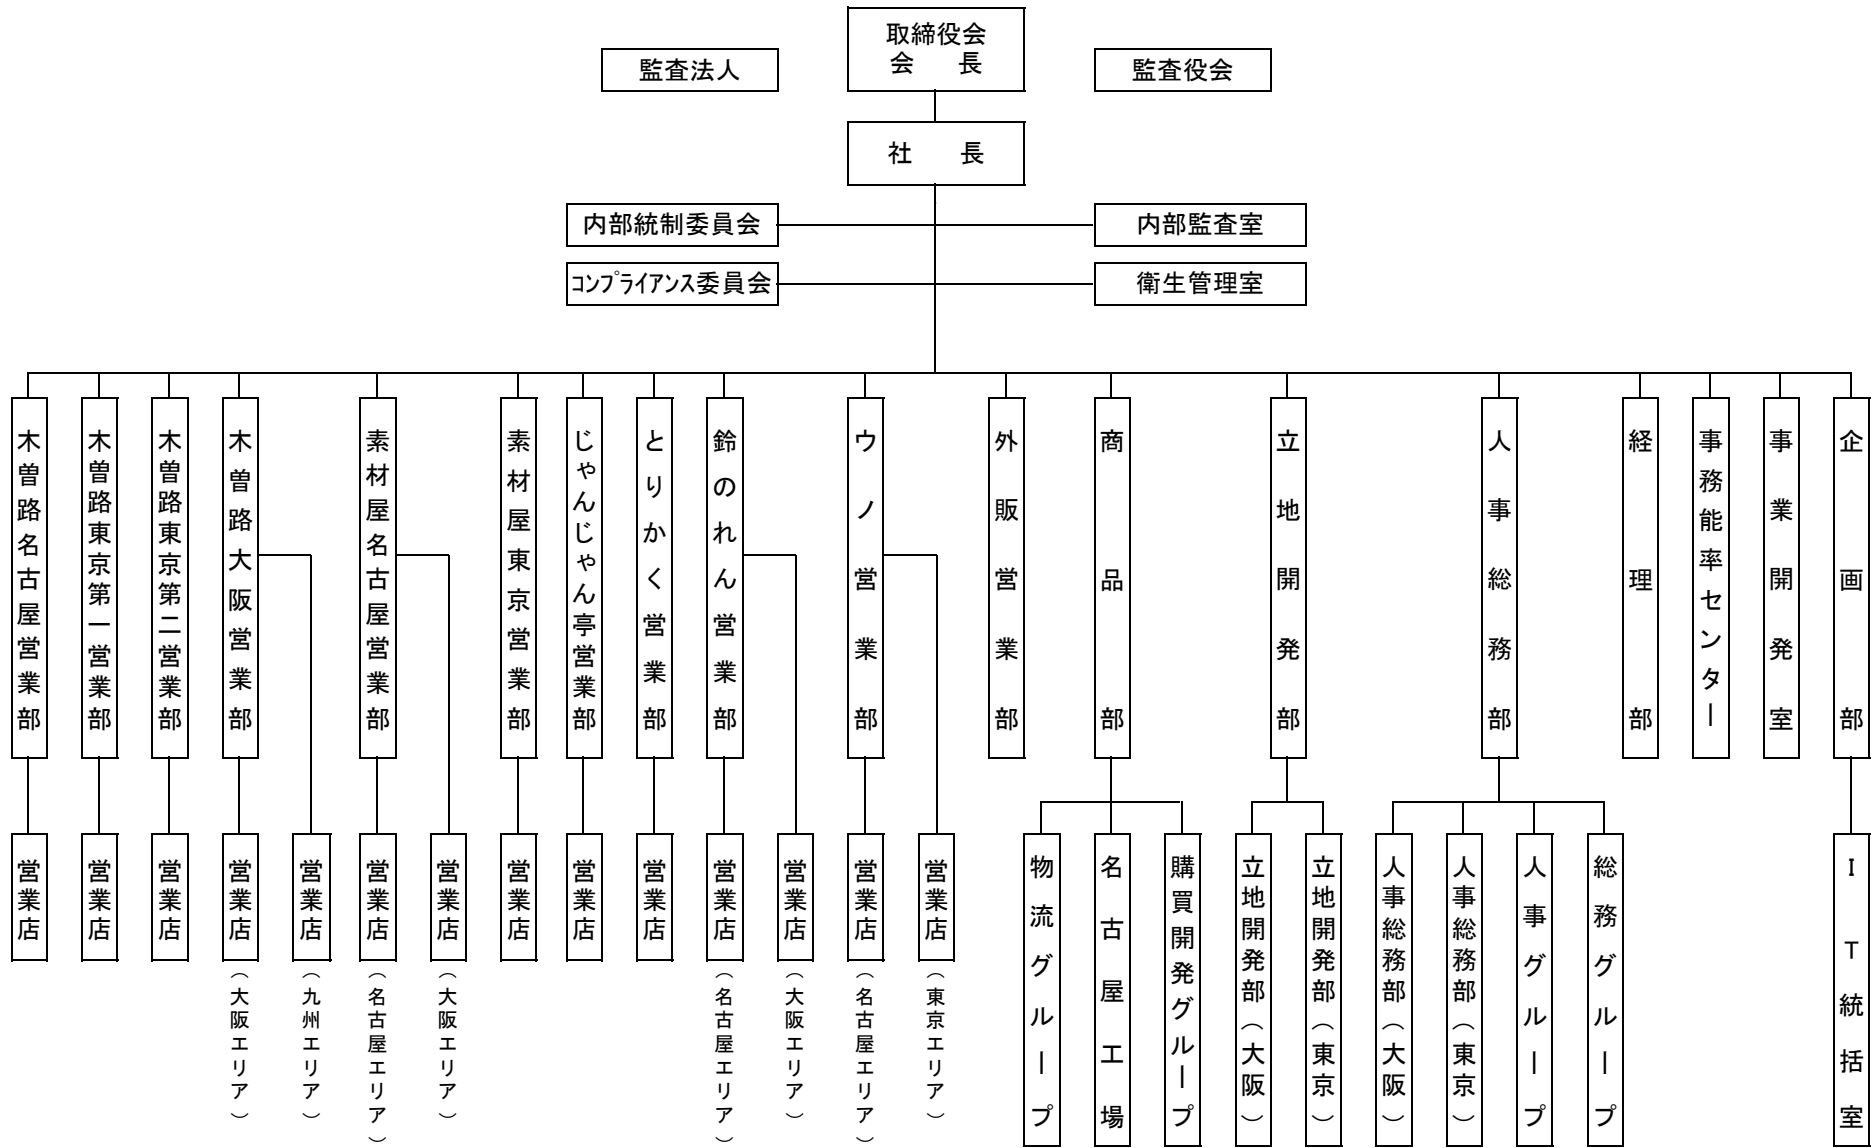 取締役会
会　長
監査法人
監査役会
社　長
内部統制委員会
内部監査室
コンプライアンス委員会
衛生管理室
木曽路名古屋営業部
木曽路東京第一営業部
木曽路東京第二営業部
木曽路大阪営業部
素材屋名古屋営業部
素材屋東京営業部
じゃんじゃん亭営業部
とりかく営業部
鈴のれん営業部
ウノ営業部
外販営業部
商品部
立地開発部
人事総務部
経理部
事務能率センター
事業開発室
企画部
営業店
営業店
営業店
営業店
（大阪エリア）
営業店
（九州エリア）
営業店
（名古屋エリア）
営業店
（大阪エリア）
営業店
営業店
営業店
営業店
（名古屋エリア）
営業店
（大阪エリア）
営業店
（名古屋エリア）
営業店
（東京エリア）
物流グループ
名古屋工場
購買開発グループ
立地開発部（大阪）
立地開発部（東京）
人事総務部（大阪）
人事総務部（東京）
人事グループ
総務グループ
ＩＴ統括室